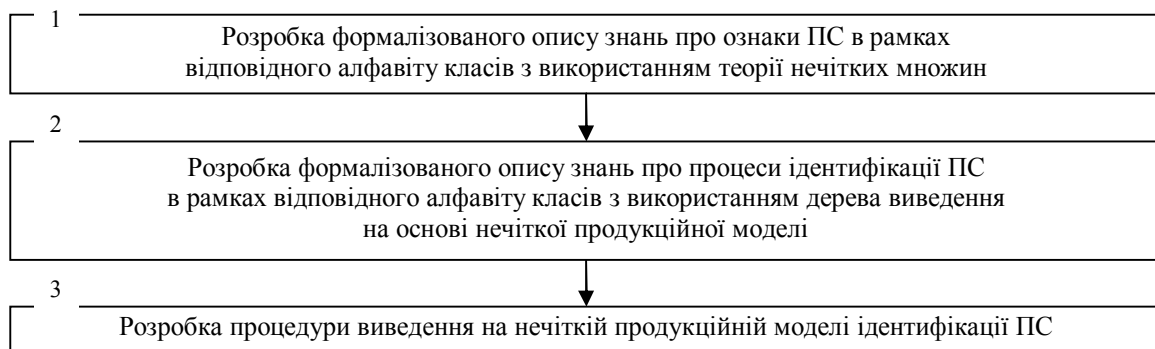 1
Розробка формалізованого опису знань про ознаки ПС в рамках
відповідного алфавіту класів з використанням теорії нечітких множин
2
Розробка формалізованого опису знань про процеси ідентифікації ПС
в рамках відповідного алфавіту класів з використанням дерева виведення
на основі нечіткої продукційної моделі
3
Розробка процедури виведення на нечіткій продукційній моделі ідентифікації ПС